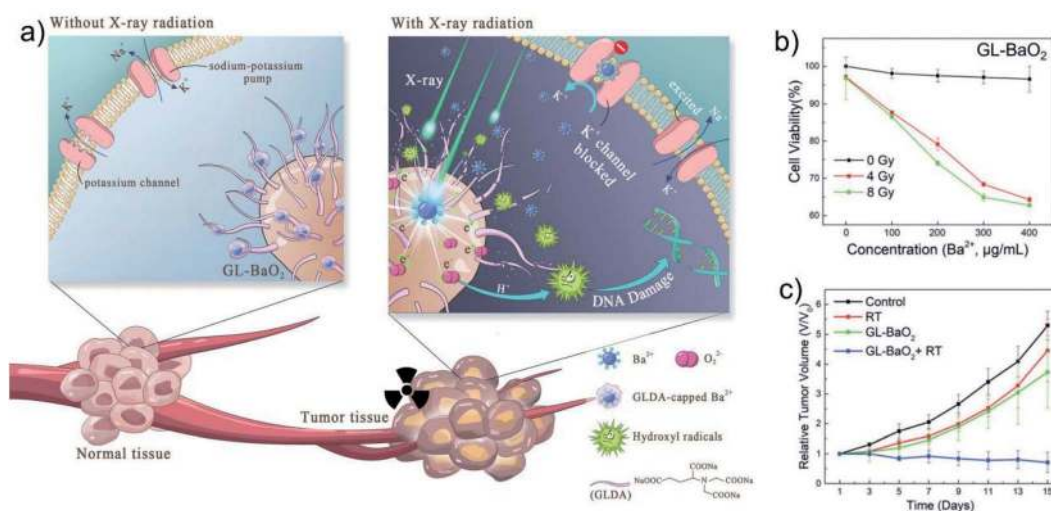 a)
Without X-ray radiation
Na⁺
K⁺
sodium-potassium
pump
K⁺
potassium channel
GL-BaO₂
With X-ray radiation
X-ray
K⁺
K⁺ channel
blocked
excited
Na⁺
K⁺
e
H⁺
DNA Damage
Normal tissue
Tumor tissue
Ba²⁺
O₂²⁻
GLDA-capped Ba²⁺
Hydroxyl radicals
(GLDA)
NaOOC
COONa
N
COONa
COONa
b)
GL-BaO₂
Cell Viability(%)
100
90
80
70
60
0 Gy
4 Gy
8 Gy
0 100 200 300 400
Concentration (Ba²⁺, μg/mL)
c)
Relative Tumor Volume (V/V₀)
6
5
4
3
2
1
0
Control
RT
GL-BaO₂
GL-BaO₂+ RT
1 3 5 7 9 11 13 15
Time (Days)